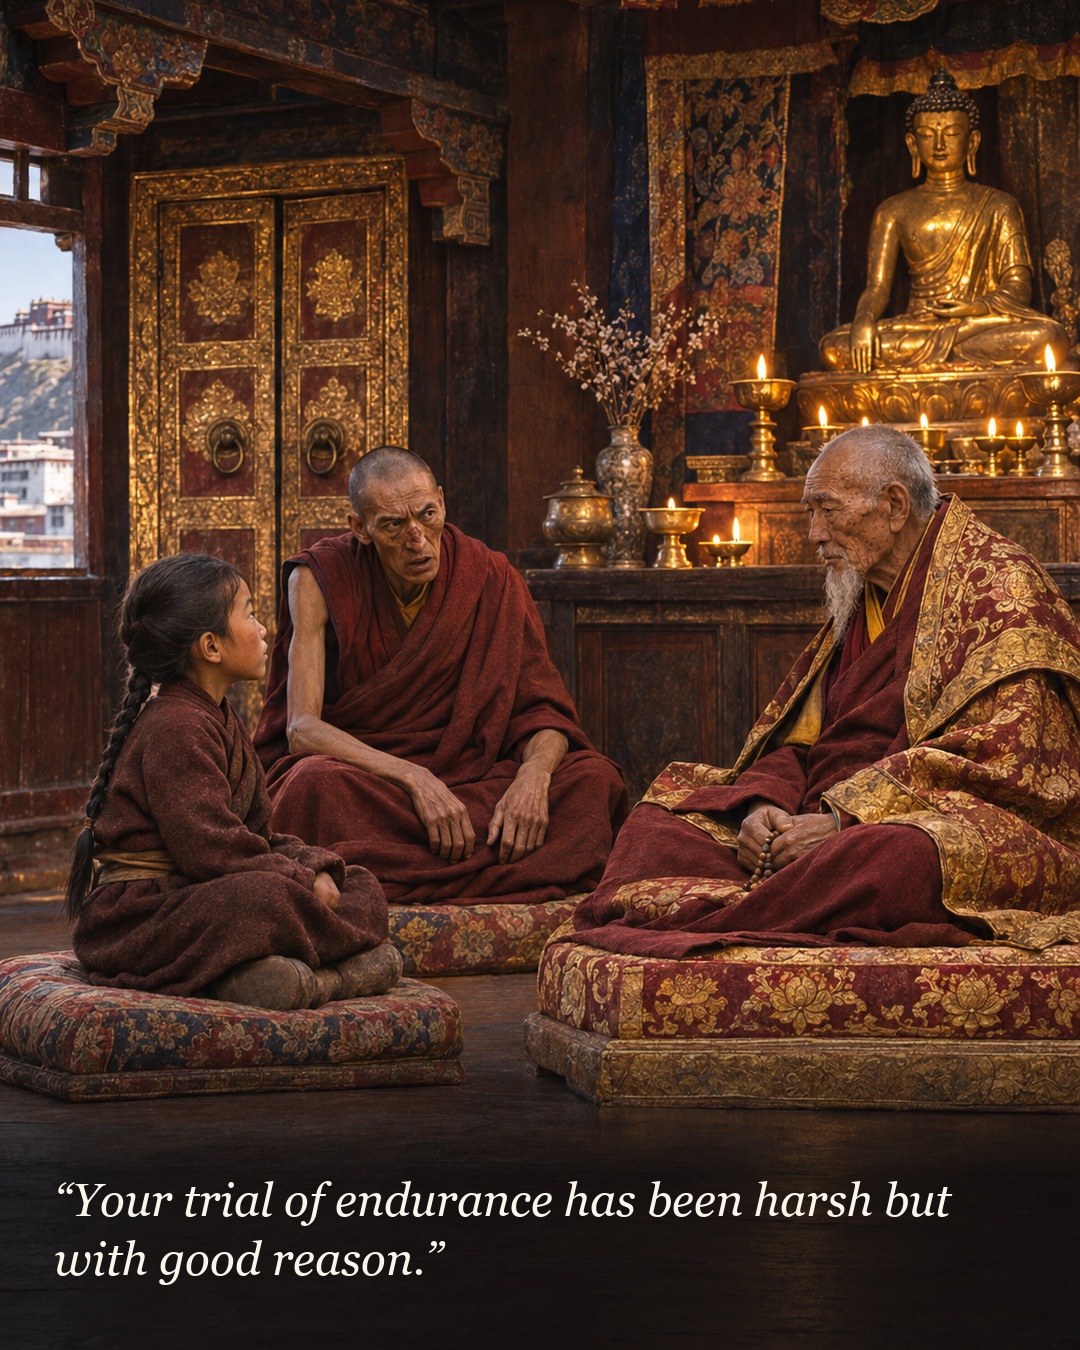 “Your trial of endurance has been harsh but
with good reason.”